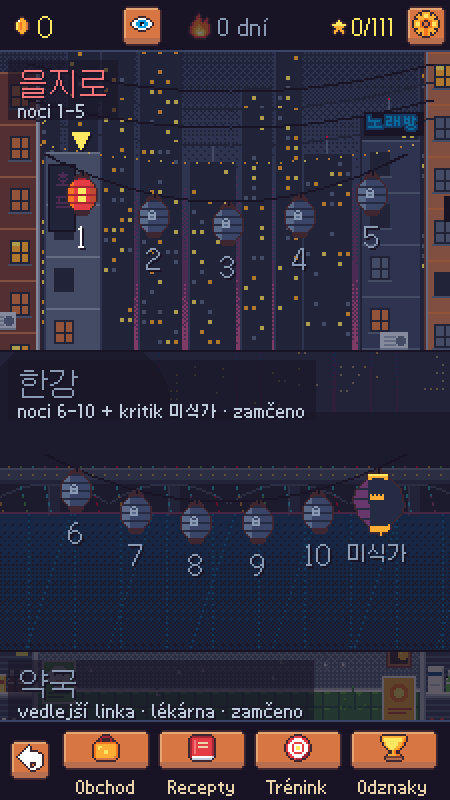 0
0 dní
0/111
을지로
noci 1-5
노래방
1
2
3
4
5
한강
noci 6-10 + kritik 미식가 · zamčeno
6
7
8
9
10
미식가
약국
vedlejší linka · lékárna · zamčeno
Obchod
Recepty
Trénink
Odznaky